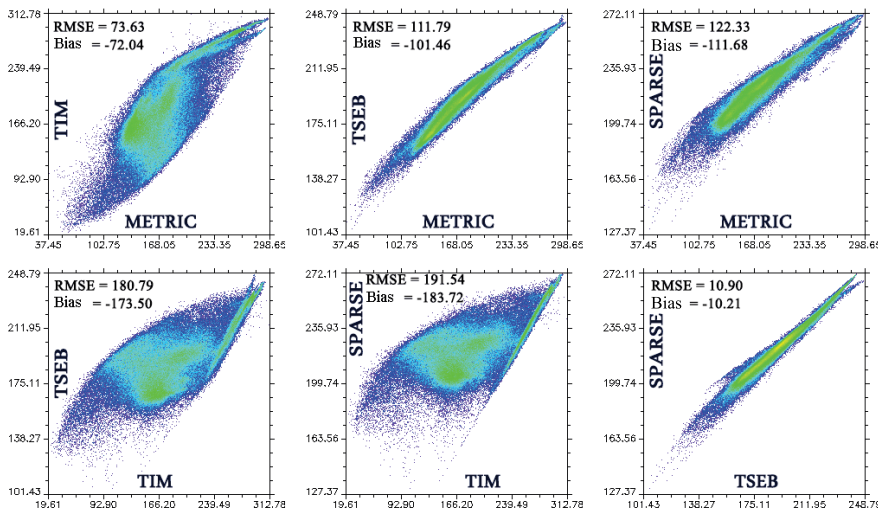 312.78
239.49
166.20
92.90
19.61
RMSE = 73.63
Bias = -72.04
TIM
METRIC
37.45 102.75 168.05 233.35 298.65
248.79
211.95
175.11
138.27
101.43
RMSE = 111.79
Bias = -101.46
TSEB
METRIC
37.45 102.75 168.05 233.35 298.65
272.11
235.93
199.74
163.56
127.37
RMSE = 122.33
Bias = -111.68
SPARSE
METRIC
37.45 102.75 168.05 233.35 298.65
248.79
211.95
175.11
138.27
101.43
RMSE = 180.79
Bias = -173.50
TSEB
TIM
19.61 92.90 166.20 239.49 312.78
272.11
235.93
199.74
163.56
127.37
RMSE = 191.54
Bias = -183.72
SPARSE
TIM
19.61 92.90 166.20 239.49 312.78
272.11
235.93
199.74
163.56
127.37
RMSE = 10.90
Bias = -10.21
SPARSE
TSEB
101.43 138.27 175.11 211.95 248.79